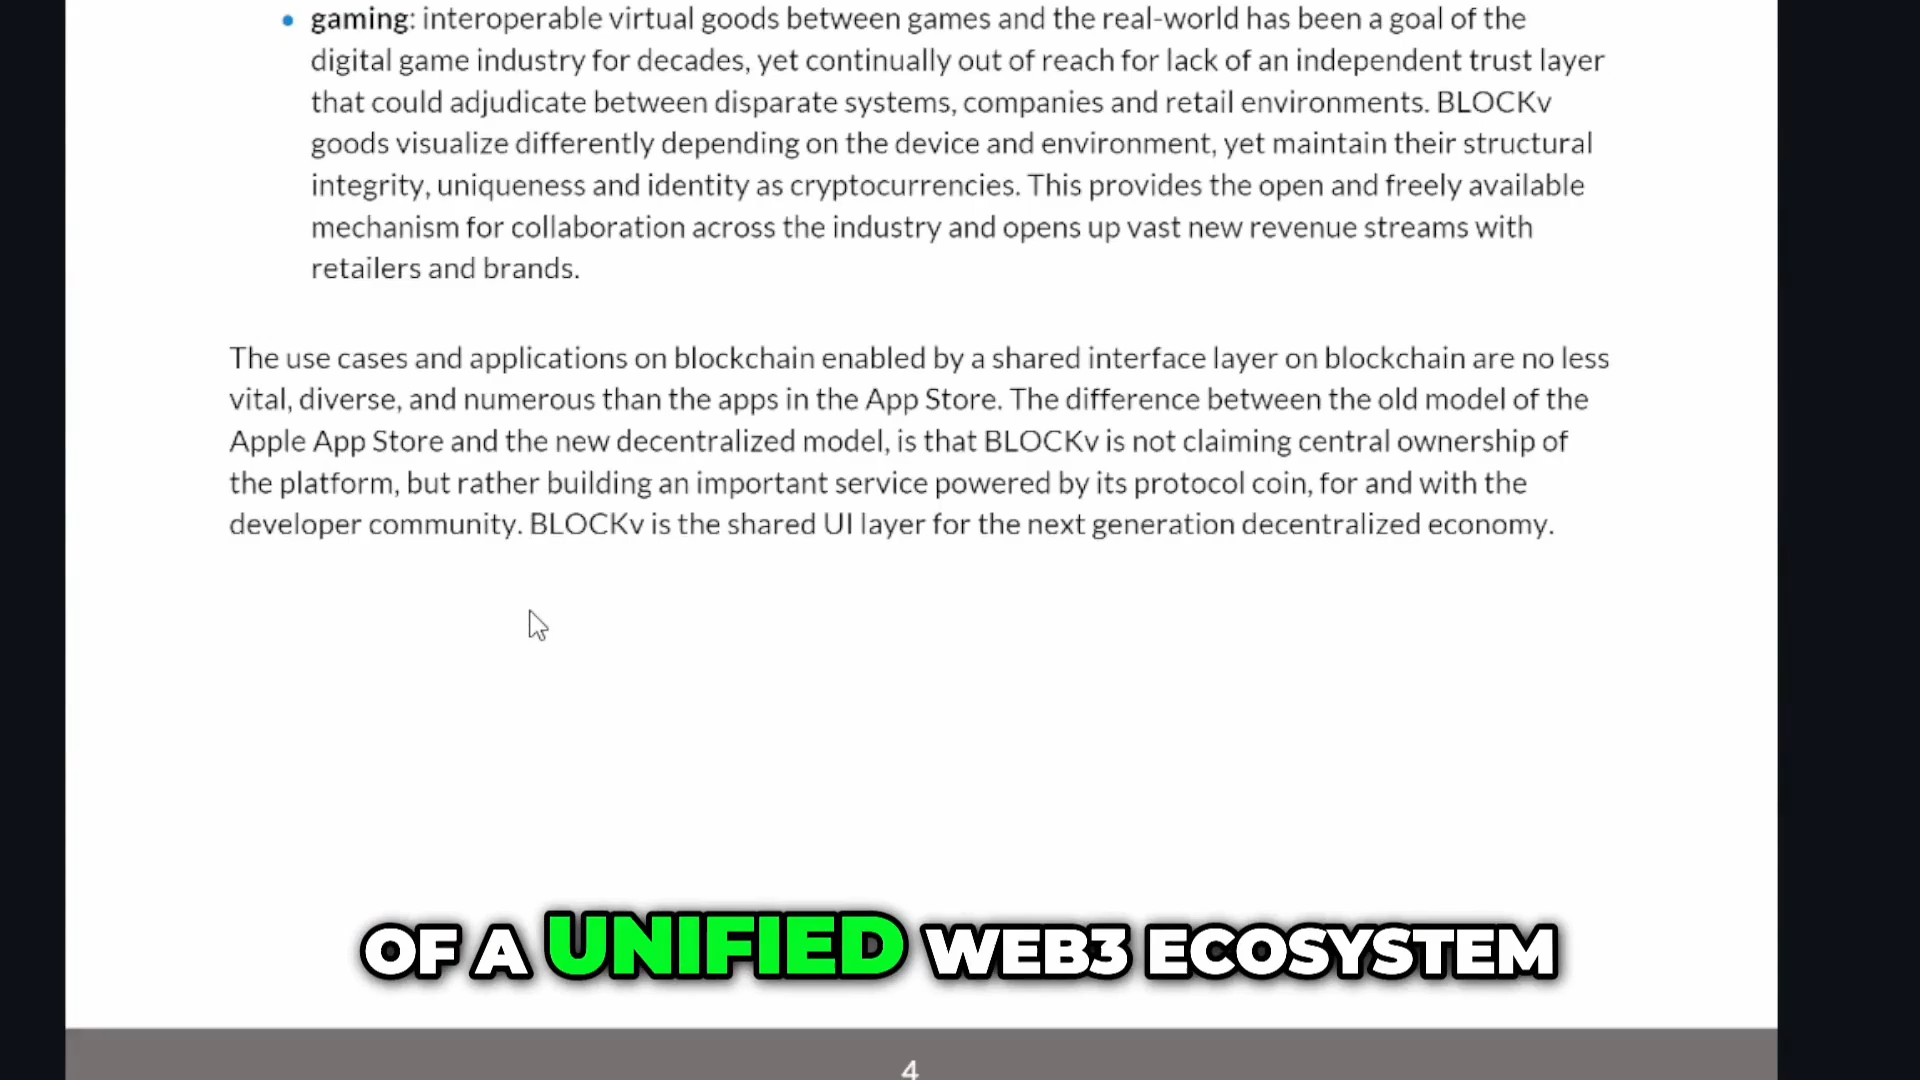 • gaming: interoperable virtual goods between games and the real-world has been a goal of the
digital game industry for decades, yet continually out of reach for lack of an independent trust layer
that could adjudicate between disparate systems, companies and retail environments. BLOCKv
goods visualize differently depending on the device and environment, yet maintain their structural
integrity, uniqueness and identity as cryptocurrencies. This provides the open and freely available
mechanism for collaboration across the industry and opens up vast new revenue streams with
retailers and brands.
The use cases and applications on blockchain enabled by a shared interface layer on blockchain are no less
vital, diverse, and numerous than the apps in the App Store. The difference between the old model of the
Apple App Store and the new decentralized model, is that BLOCKv is not claiming central ownership of
the platform, but rather building an important service powered by its protocol coin, for and with the
developer community. BLOCKv is the shared UI layer for the next generation decentralized economy.
OF A UNIFIED WEB3 ECOSYSTEM
4